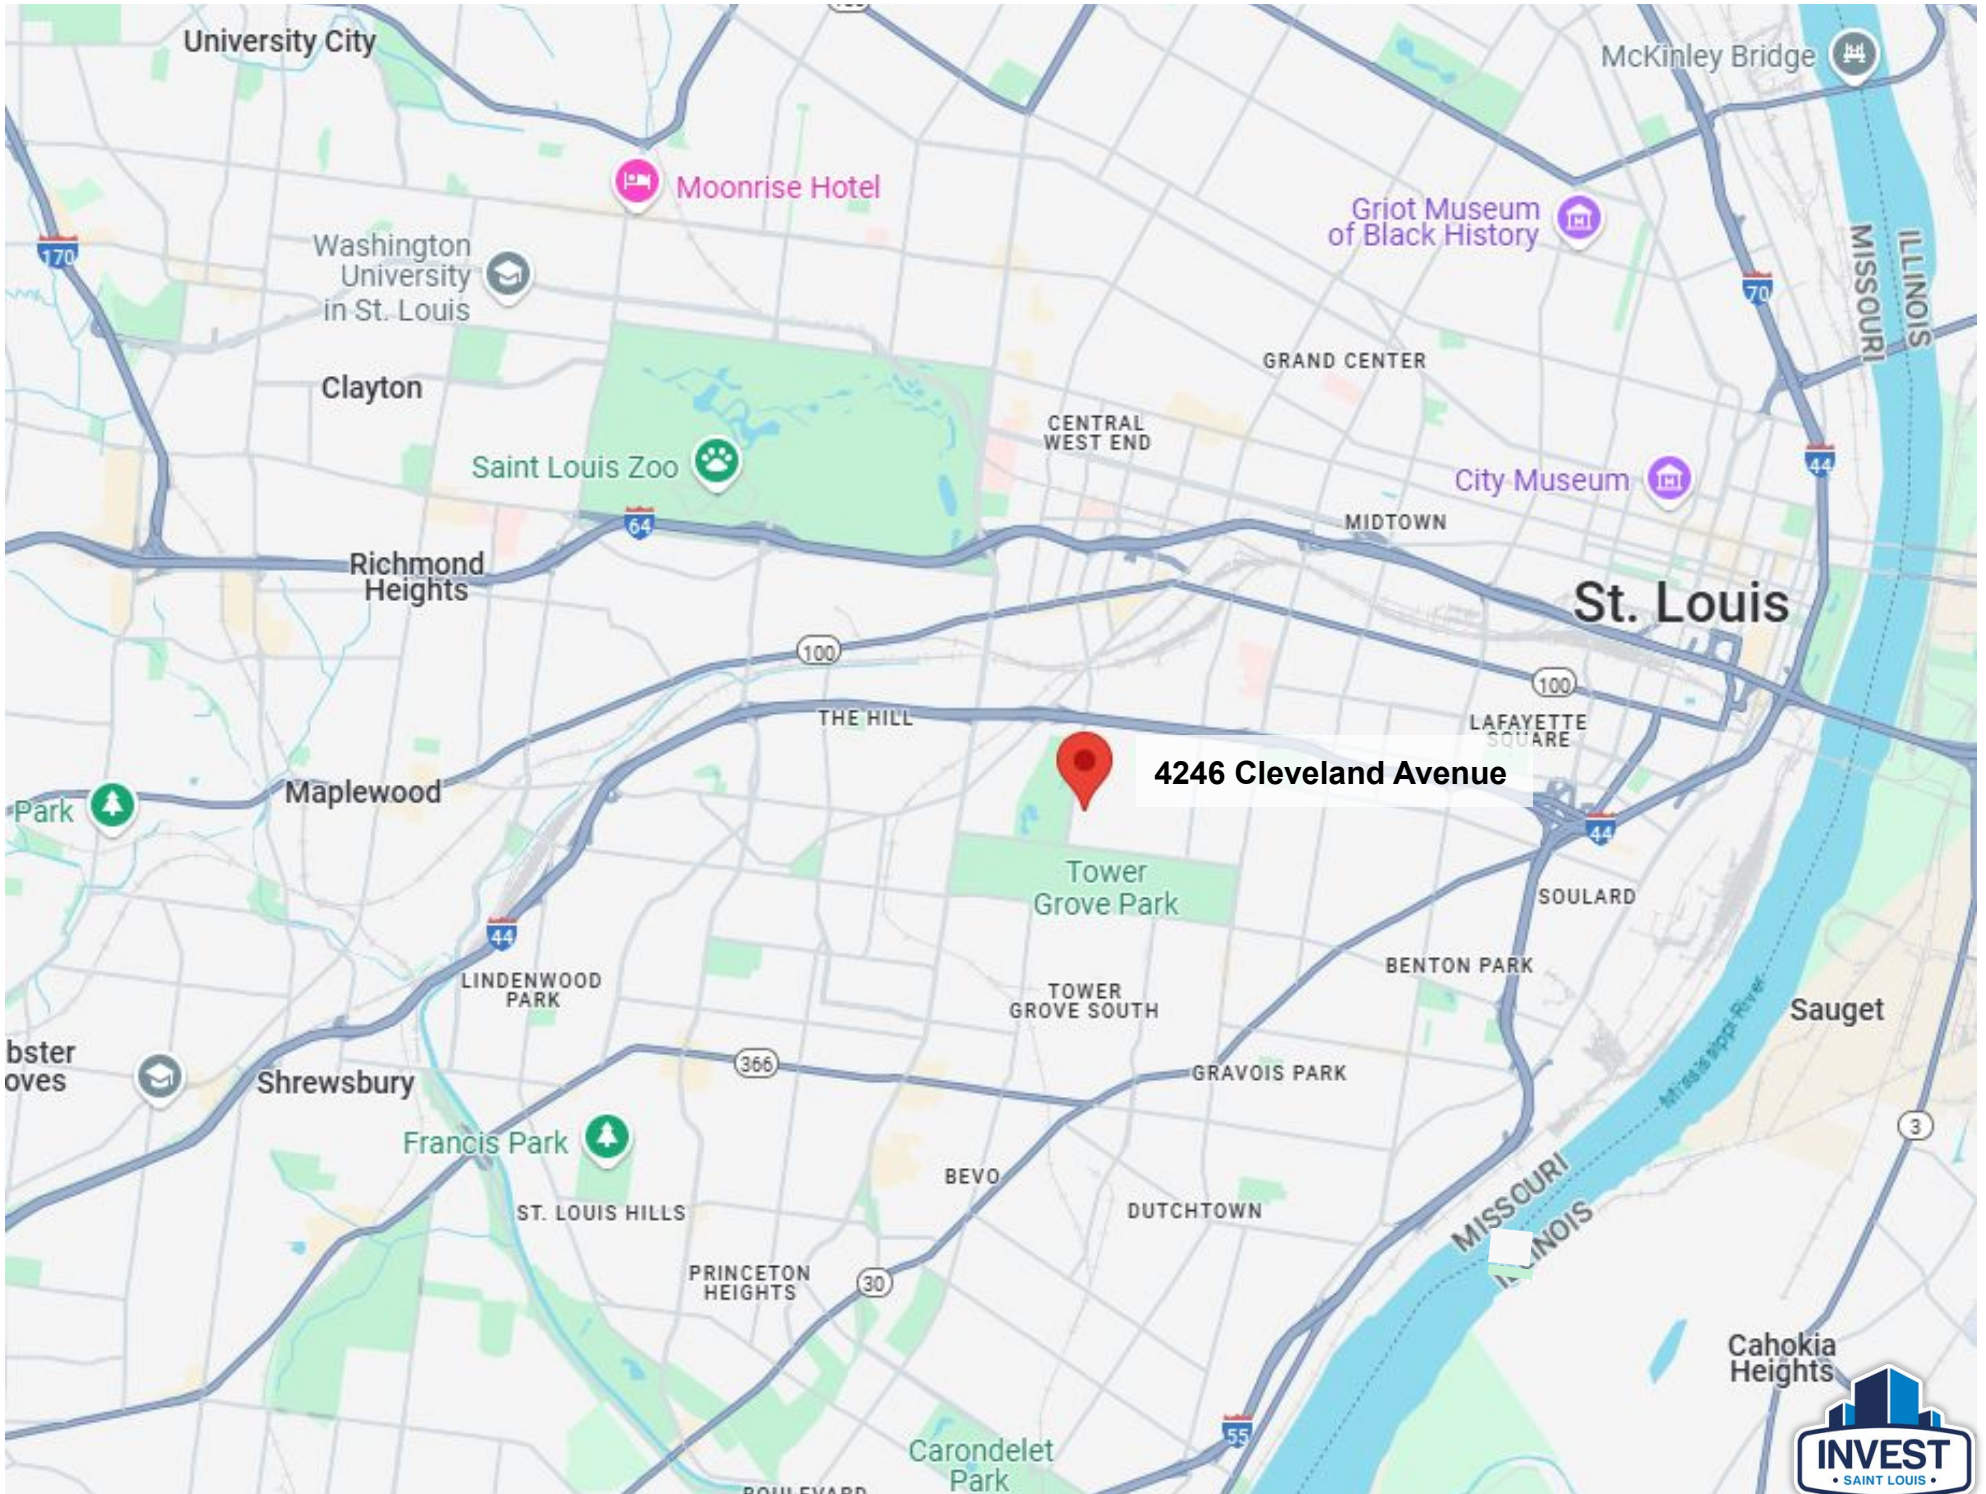 University City
McKinley Bridge
Moonrise Hotel
Griot Museum
of Black History
Washington
University
in St. Louis
170
70
MISSOURI
ILLINOIS
GRAND CENTER
Clayton
CENTRAL
WEST END
Saint Louis Zoo
44
City Museum
64
MIDTOWN
Richmond
Heights
St. Louis
100
100
THE HILL
LAFAYETTE
SQUARE
4246 Cleveland Avenue
Maplewood
Park
44
Tower
Grove Park
SOULARD
44
LINDENWOOD
PARK
BENTON PARK
TOWER
GROVE SOUTH
Sauget
Mississippi River
bster
oves
Shrewsbury
366
GRAVOIS PARK
3
Francis Park
BEVO
MISSOURI
ST. LOUIS HILLS
DUTCHTOWN
PRINCETON
HEIGHTS
30
Cahokia
Heights
55
Carondelet
Park
INVEST
• SAINT LOUIS •